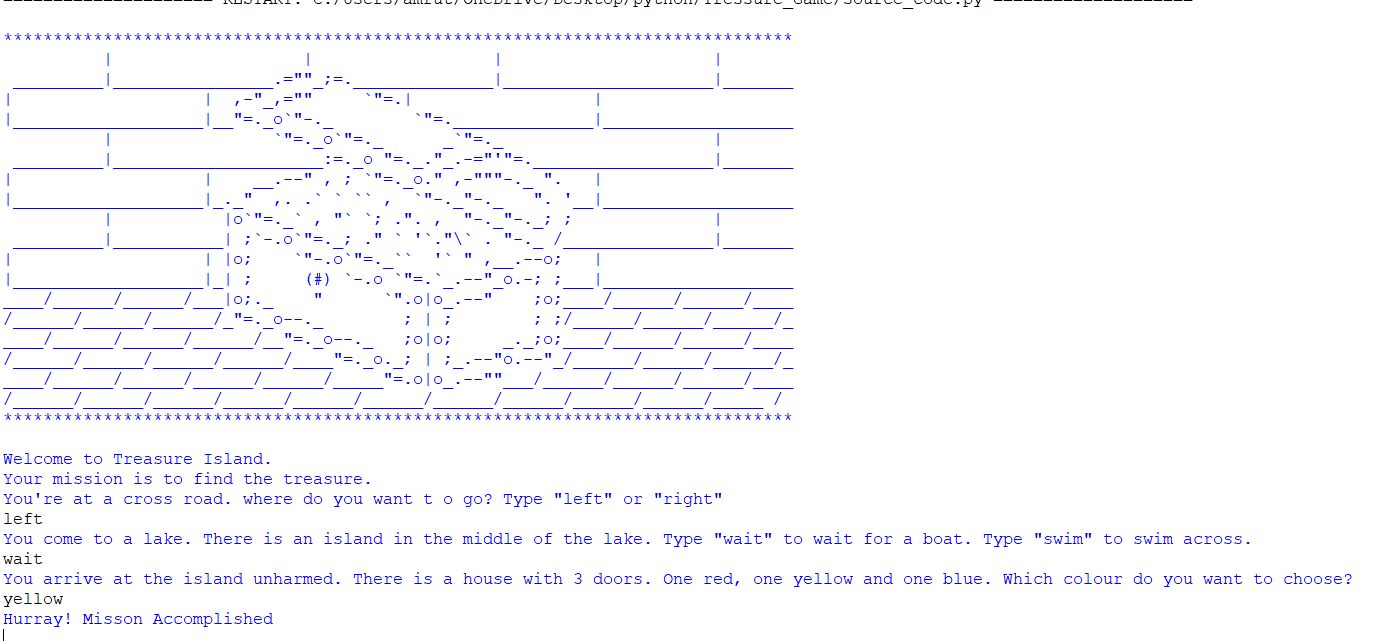 RESTART: C:/Users/amrut/OneDrive/Desktop/python/Tressure_Game/source_code.py
Welcome to Treasure Island.
Your mission is to find the treasure.
You're at a cross road. where do you want t o go? Type "left" or "right"
left
You come to a lake. There is an island in the middle of the lake. Type "wait" to wait for a boat. Type "swim" to swim across.
wait
You arrive at the island unharmed. There is a house with 3 doors. One red, one yellow and one blue. Which colour do you want to choose?
yellow
Hurray! Misson Accomplished